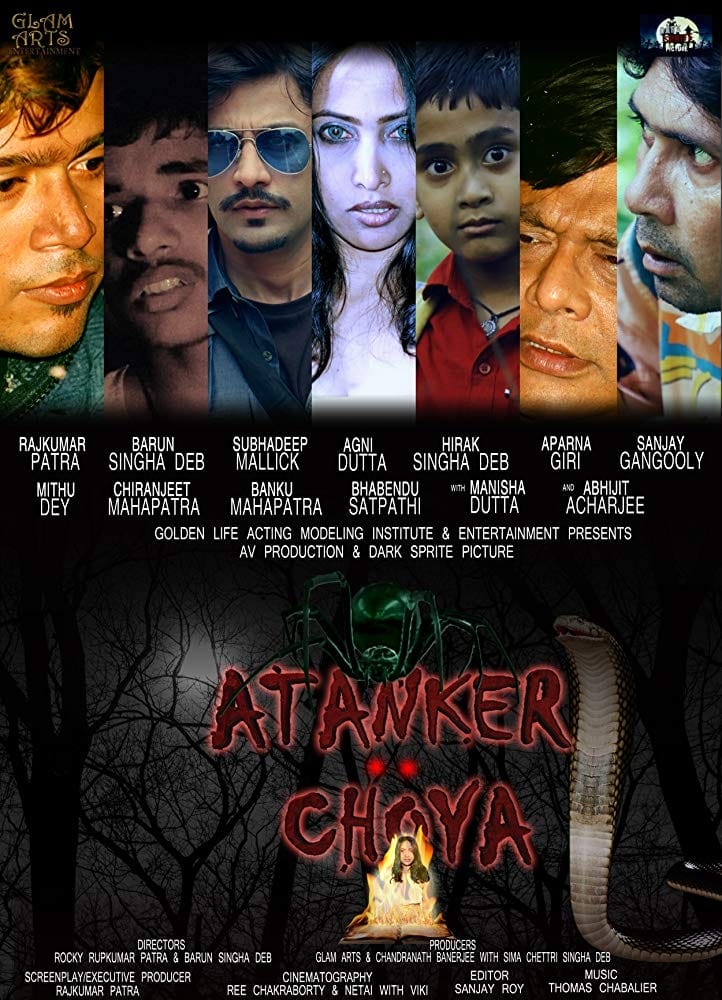 GLAM
ARTS
ENTERTAINMENT
RAJKUMAR PATRA
BARUN SINGHA DEB
SUBHADEEP MALLICK
AGNI DUTTA
HIRAK SINGHA DEB
APARNA GIRI
SANJAY GANGOOLY
MITHU DEY
CHIRANJEET MAHAPATRA
BANKU MAHAPATRA
BHABENDU SATPATHI
WITH MANISHA DUTTA
AND ABHIJIT ACHARJEE
GOLDEN LIFE ACTING MODELING INSTITUTE & ENTERTAINMENT PRESENTS
AV PRODUCTION & DARK SPRITE PICTURE
ATANKER
CHOYA
DIRECTORS
ROCKY RUPKUMAR PATRA & BARUN SINGHA DEB
PRODUCERS
GLAM ARTS & CHANDRANATH BANERJEE WITH SIMA CHETTRI SINGHA DEB
SCREENPLAY/EXECUTIVE PRODUCER
RAJKUMAR PATRA
CINEMATOGRAPHY
REE CHAKRABORTY & NETAI WITH VIKI
EDITOR
SANJAY ROY
MUSIC
THOMAS CHABALIER